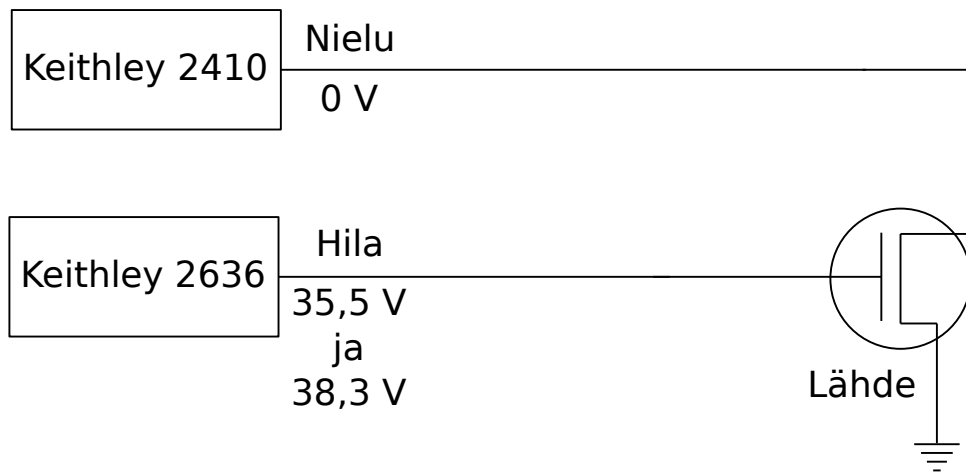 Keithley 2410
Nielu
0 V
Keithley 2636
Hila
35,5 V
ja
38,3 V
Lähde